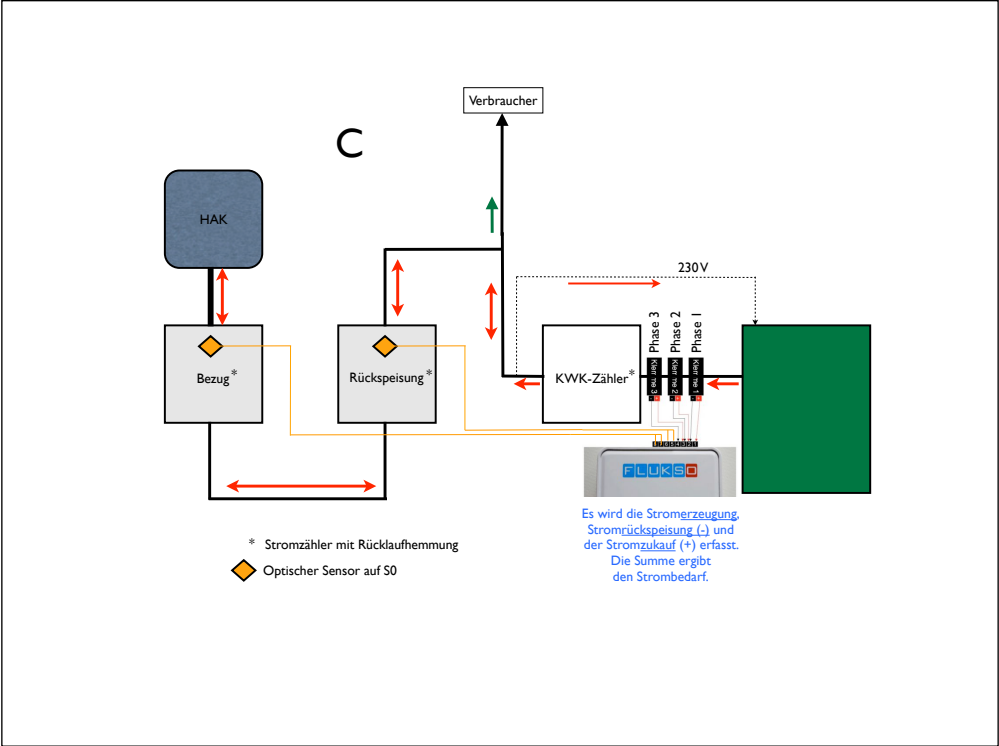 Verbraucher
C
HAK
230 V
Phase 3
Phase 2
Phase 1
Bezug*
Rückspeisung*
KWK-Zähler*
Klemme 3
Klemme 2
Klemme 1
FLUKSO
Es wird die Stromerzeugung,
Stromrückspeisung (-) und
der Stromzukauf (+) erfasst.
Die Summe ergibt
den Strombedarf.
* Stromzähler mit Rücklaufhemmung
Optischer Sensor auf S0